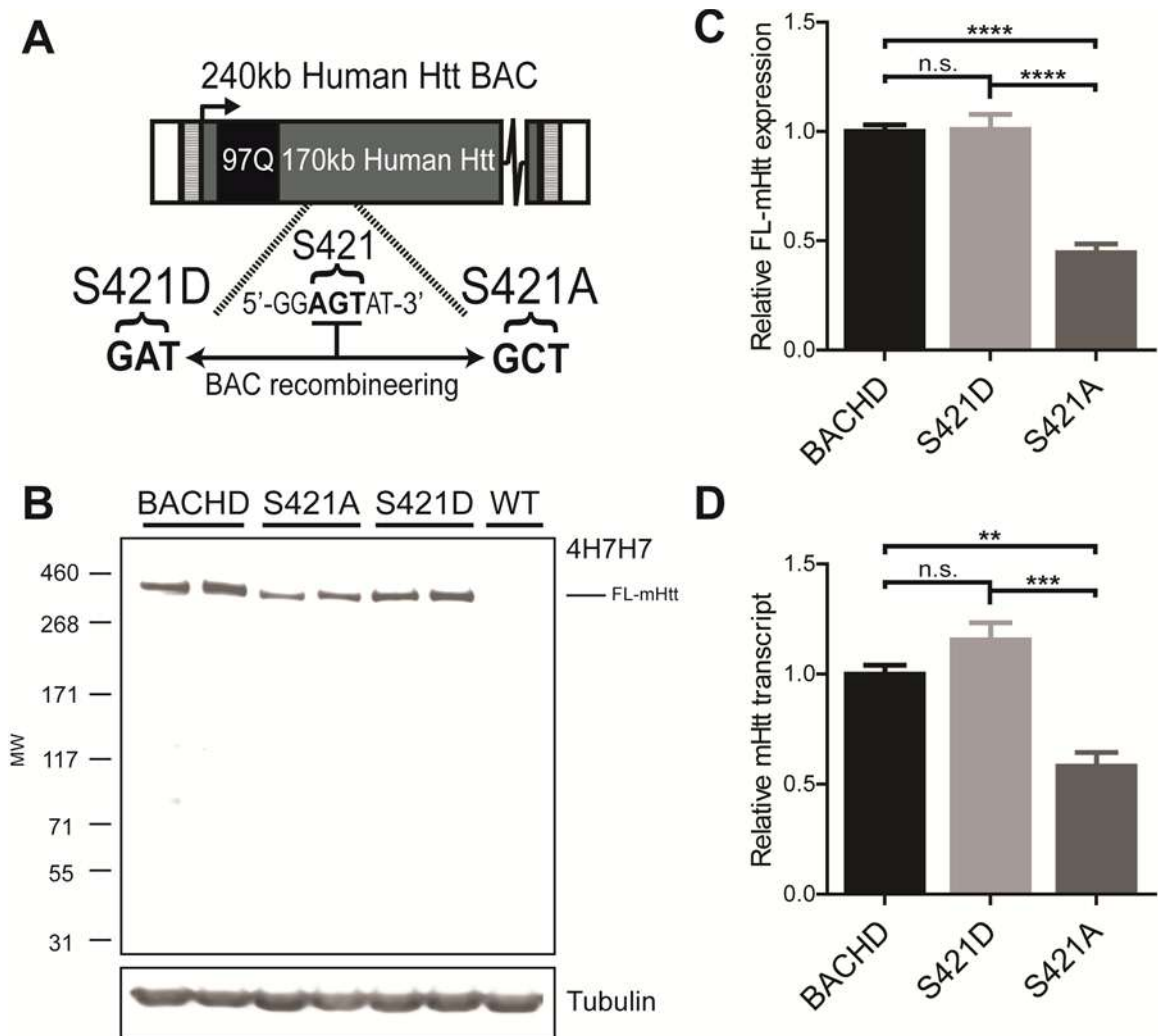 A
240kb Human Htt BAC
97Q
170kb Human Htt
S421D
GAT
S421
5'-GGAGTAT-3'
S421A
GCT
BAC recombineering
B
BACHD S421A S421D WT
4H7H7
FL-mHtt
MW
460
268
171
117
71
55
31
Tubulin
C
Relative FL-mHtt expression
1.5
1.0
0.5
0.0
****
n.s. ****
BACHD
S421D
S421A
D
Relative mHtt transcript
1.5
1.0
0.5
0.0
**
n.s. ***
BACHD
S421D
S421A